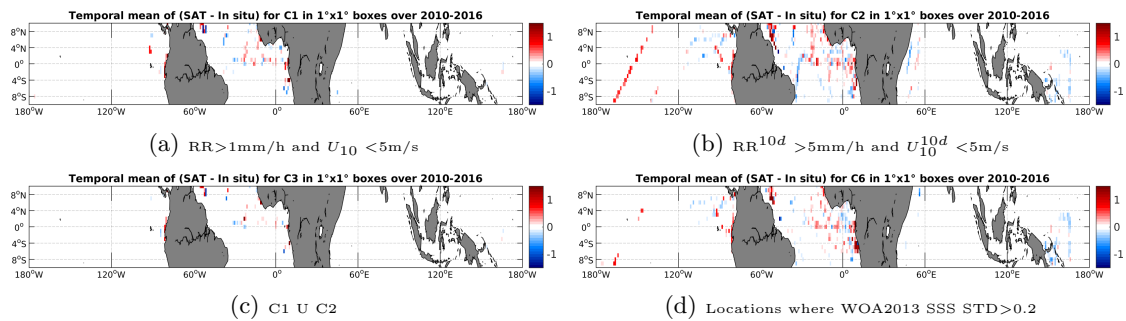 Temporal mean of (SAT - In situ) for C1 in 1°x1° boxes over 2010-2016
8°N
4°N
0°
4°S
8°S
180°W 120°W 60°W 0° 60°E 120°E 180°W
1
0
-1
(a) RR>1mm/h and U10 <5m/s
Temporal mean of (SAT - In situ) for C2 in 1°x1° boxes over 2010-2016
8°N
4°N
0°
4°S
8°S
180°W 120°W 60°W 0° 60°E 120°E 180°W
1
0
-1
(b) RR^10d >5mm/h and U10^10d <5m/s
Temporal mean of (SAT - In situ) for C3 in 1°x1° boxes over 2010-2016
8°N
4°N
0°
4°S
8°S
180°W 120°W 60°W 0° 60°E 120°E 180°W
1
0
-1
(c) C1 U C2
Temporal mean of (SAT - In situ) for C6 in 1°x1° boxes over 2010-2016
8°N
4°N
0°
4°S
8°S
180°W 120°W 60°W 0° 60°E 120°E 180°W
1
0
-1
(d) Locations where WOA2013 SSS STD>0.2